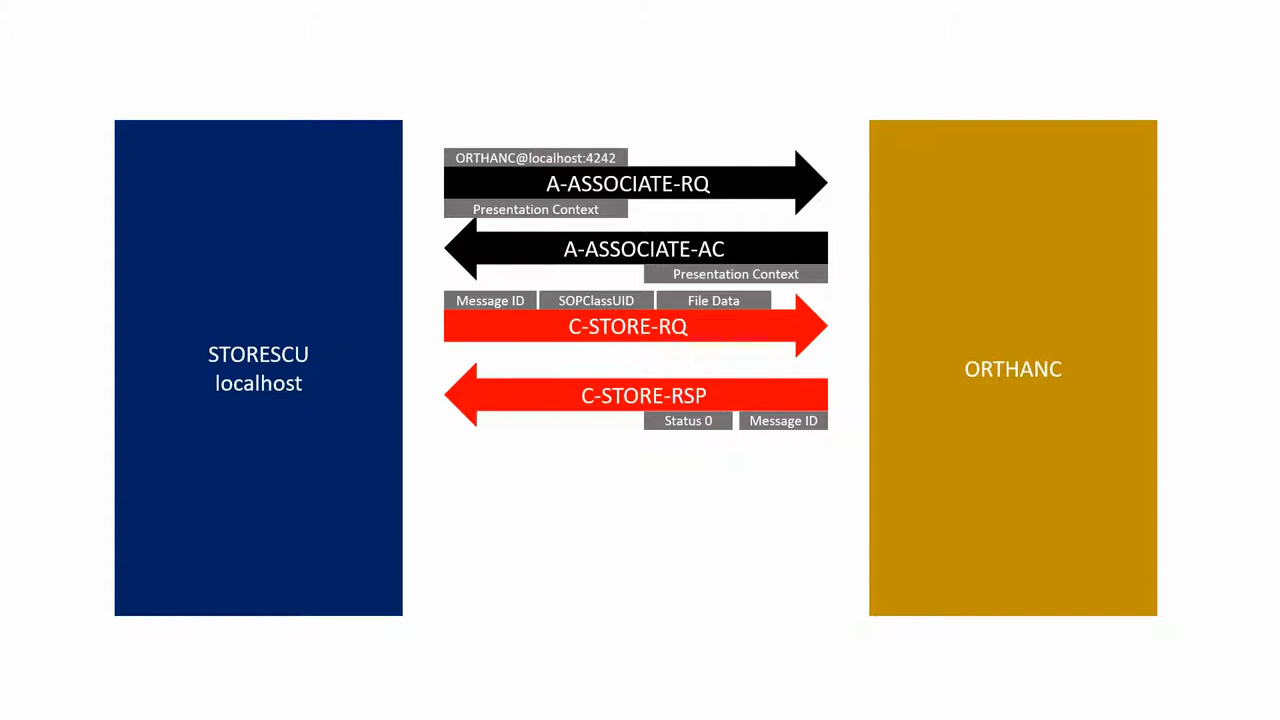 ORTHANC@localhost:4242
A-ASSOCIATE-RQ
Presentation Context
A-ASSOCIATE-AC
Presentation Context
Message ID SOPClassUID File Data
C-STORE-RQ
STORESCU
localhost
ORTHANC
C-STORE-RSP
Status 0 Message ID